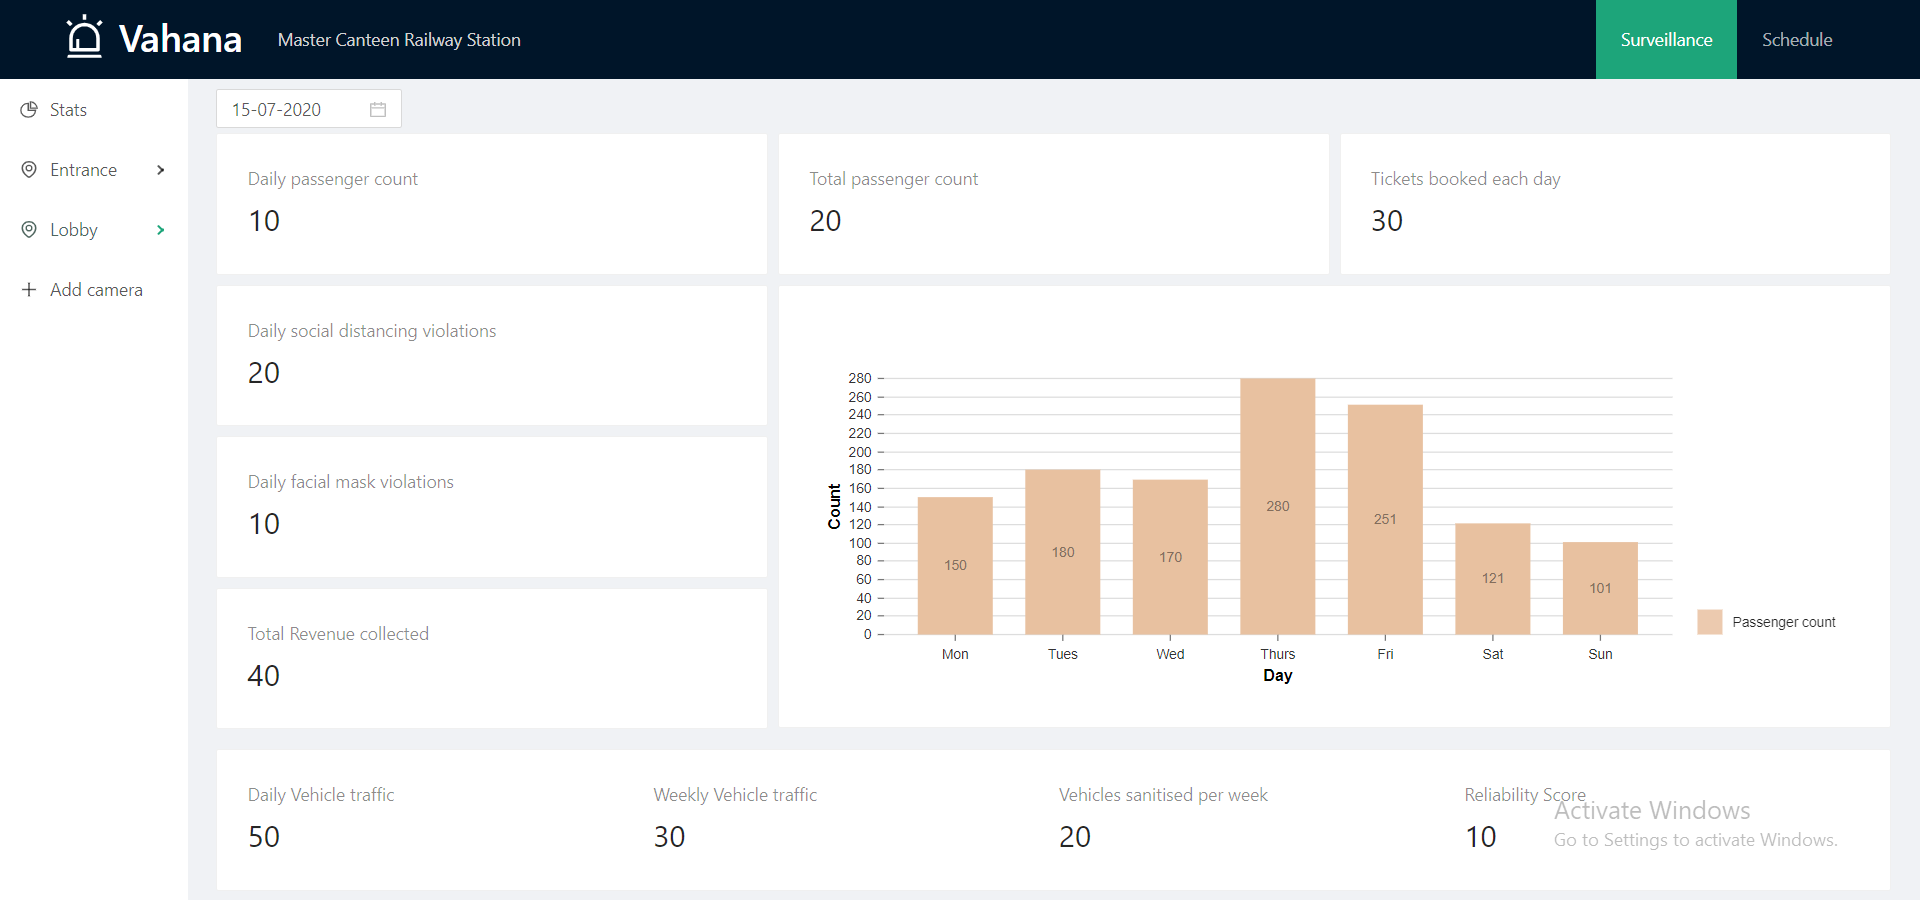 Vahana
Master Canteen Railway Station
Surveillance
Schedule
Stats
Entrance
Lobby
Add camera
15-07-2020
Daily passenger count
10
Total passenger count
20
Tickets booked each day
30
Daily social distancing violations
20
Daily facial mask violations
10
Total Revenue collected
40
280
260
240
220
200
180
160
140
120
100
80
60
40
20
0
Count
150
180
170
280
251
121
101
Mon
Tues
Wed
Thurs
Fri
Sat
Sun
Day
Passenger count
Daily Vehicle traffic
50
Weekly Vehicle traffic
30
Vehicles sanitised per week
20
Reliability Score
10
Activate Windows
Go to Settings to activate Windows.